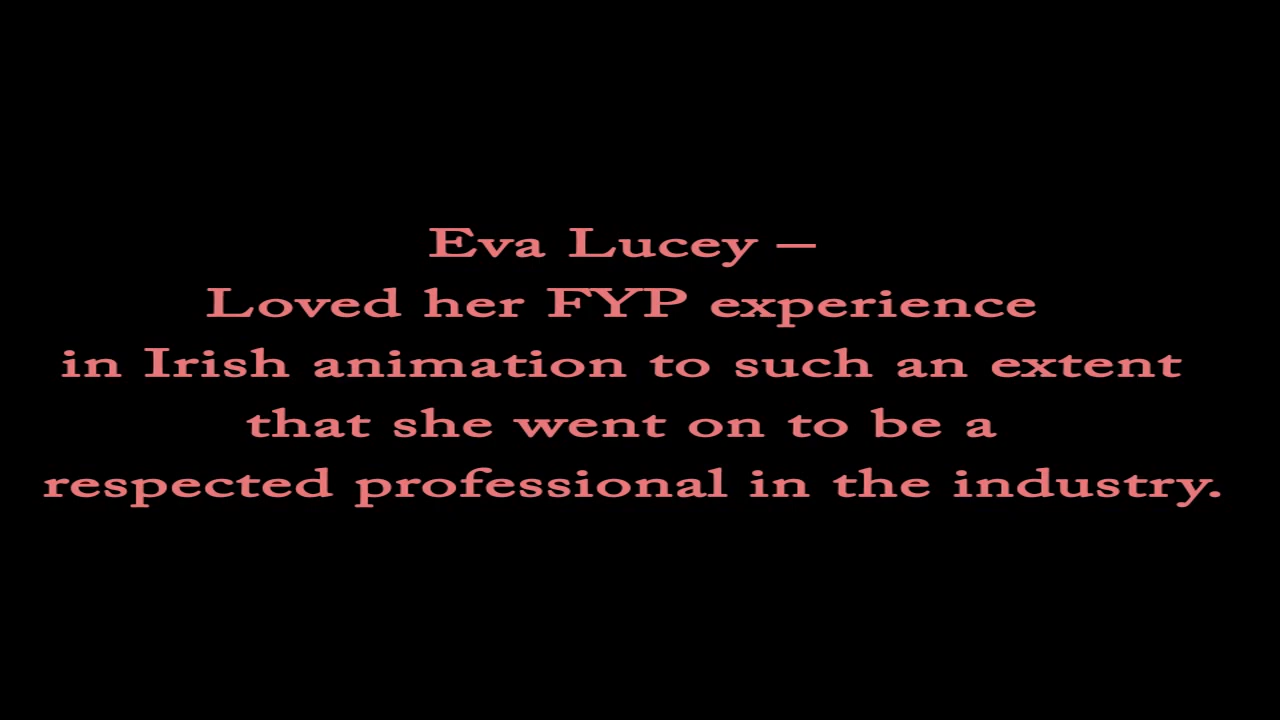 Eva Lucey –
Loved her FYP experience
in Irish animation to such an extent
that she went on to be a
respected professional in the industry.